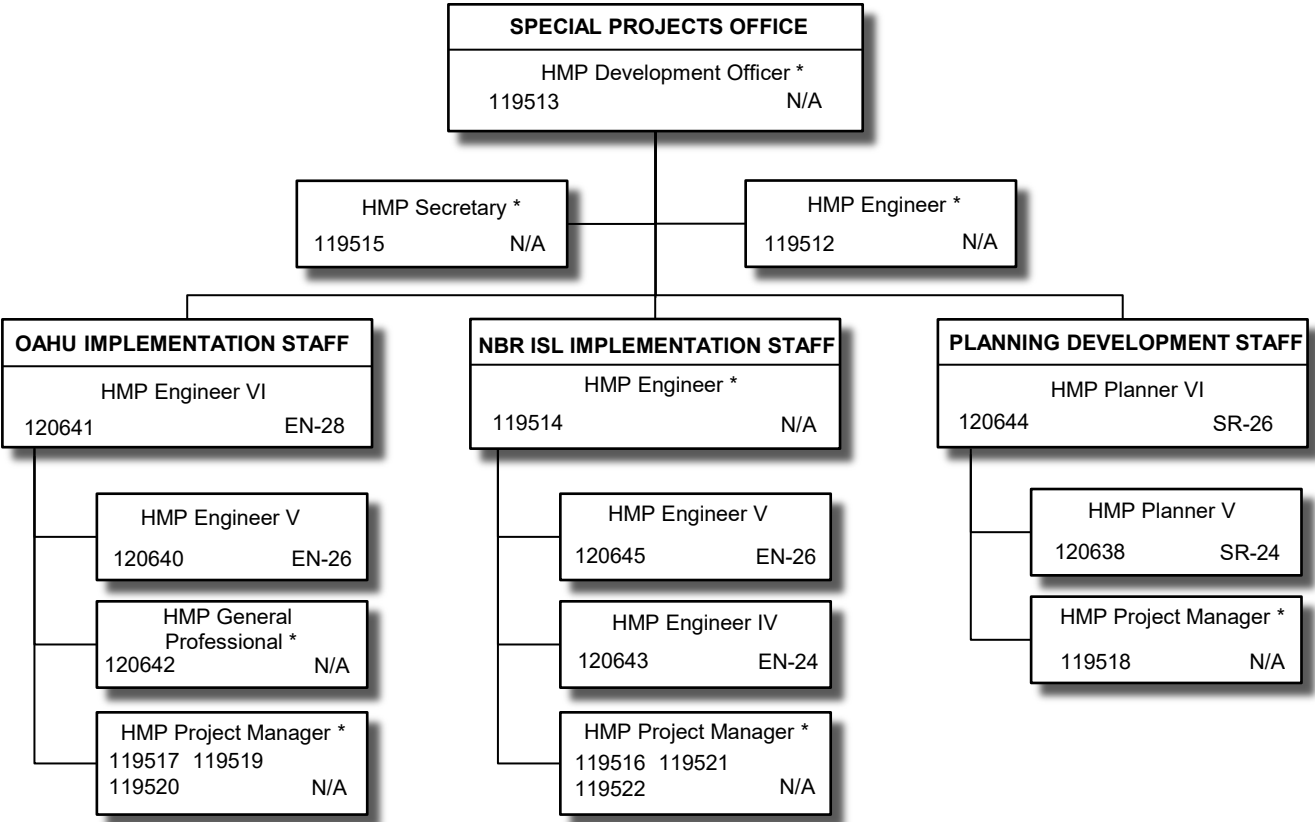 SPECIAL PROJECTS OFFICE
HMP Development Officer *
119513 N/A
HMP Secretary *
119515 N/A
HMP Engineer *
119512 N/A
OAHU IMPLEMENTATION STAFF
HMP Engineer VI
120641 EN-28
NBR ISL IMPLEMENTATION STAFF
HMP Engineer *
119514 N/A
PLANNING DEVELOPMENT STAFF
HMP Planner VI
120644 SR-26
HMP Engineer V
120640 EN-26
HMP General
Professional *
120642 N/A
HMP Project Manager *
119517 119519
119520 N/A
HMP Engineer V
120645 EN-26
HMP Engineer IV
120643 EN-24
HMP Project Manager *
119516 119521
119522 N/A
HMP Planner V
120638 SR-24
HMP Project Manager *
119518 N/A